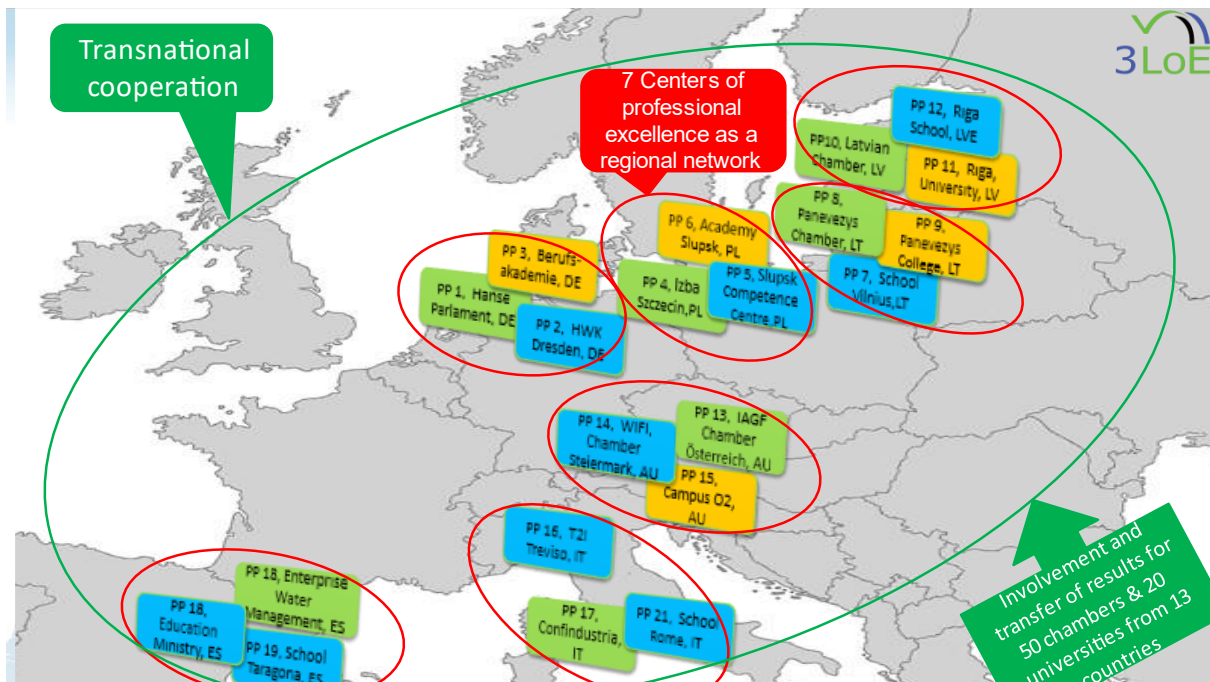 Transnational
cooperation
3LoE
7 Centers of
professional
excellence as a
regional network
PP 12, Riga
School, LVE
PP10, Latvian
Chamber, LV
PP 11, Riga,
University, LV
PP 8,
Panevezys
Chamber, LT
PP 9,
Panevezys
College, LT
PP 7, School
Vilnius,LT
PP 6, Academy
Slupsk, PL
PP 4, Izba
Szczecin,PL
PP 5, Slupsk
Competence
Centre,PL
PP 3, Berufs-
akademie, DE
PP 1, Hanse
Parlament, DE
PP 2, HWK
Dresden, DE
PP 14, WIFI,
Chamber
Steiermark, AU
PP 13, IAGF
Chamber
Österreich, AU
PP 15,
Campus O2,
AU
PP 16, T2I
Treviso, IT
PP 17,
Confindustria,
IT
PP 21, School
Rome, IT
PP 18, Enterprise
Water
Management, ES
PP 18,
Education
Ministry, ES
PP 19, School
Taragona, ES
Involvement and
transfer of results for
50 chambers & 20
universities from 13
countries